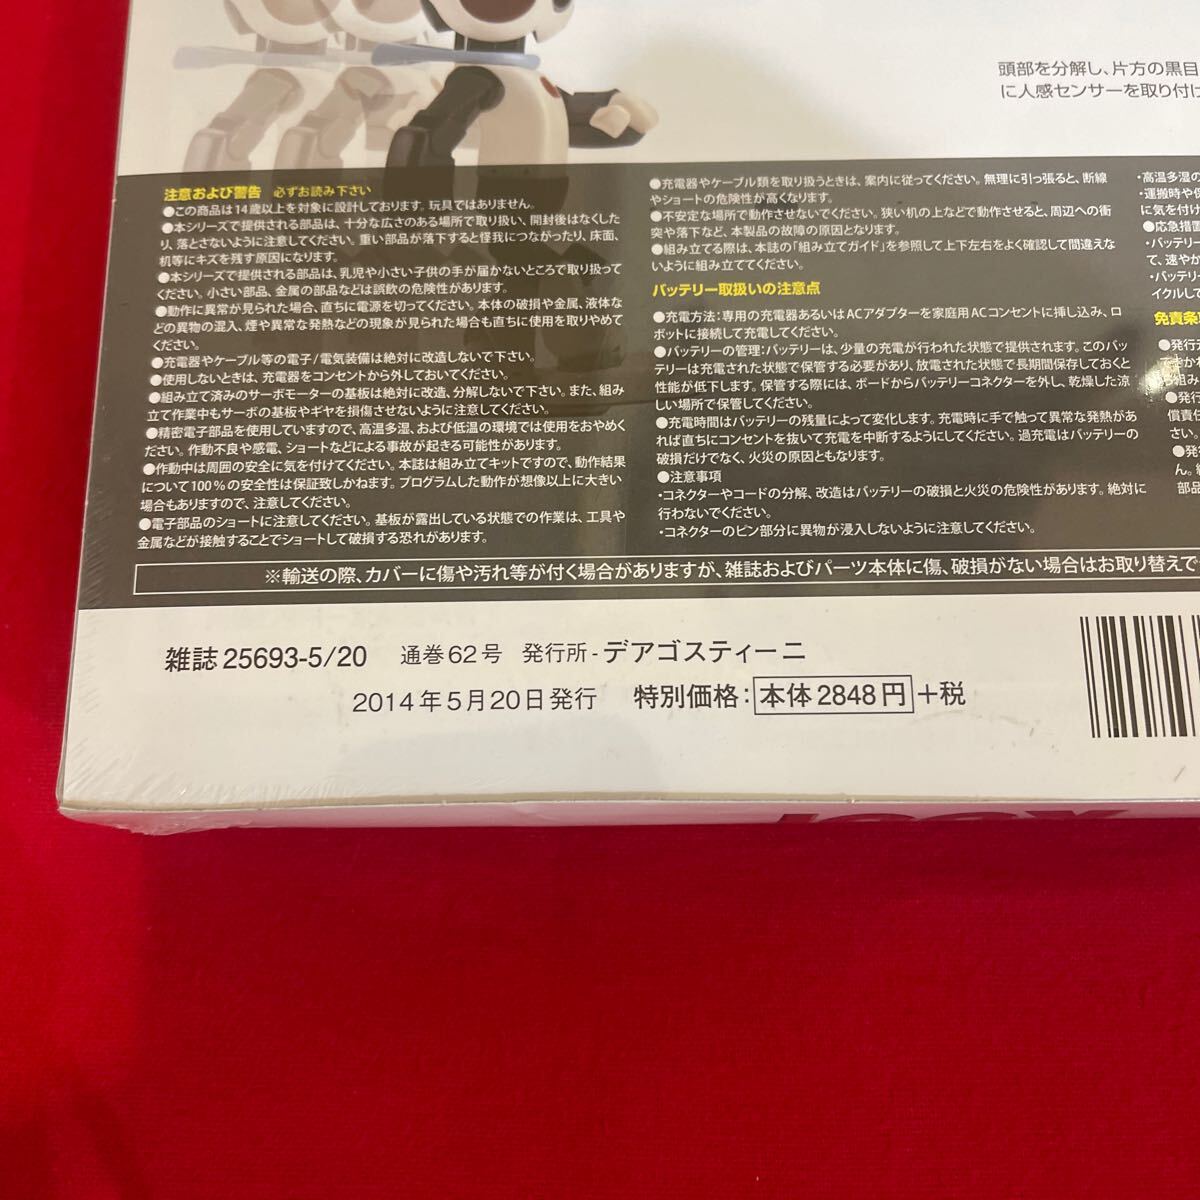 頭部を分解し、片方の黒目
に人感センサーを取り付け
注意および警告 必ずお読み下さい
●この商品は14歳以上を対象に設計しております。玩具ではありません。
●本シリーズで提供される部品は、十分な広さのある場所で取り扱い、開封後はなくした
り、落とさないように注意してください。重い部品が落下すると怪我につながったり、床面、
机等にキズを残す原因になります。
●本シリーズで提供される部品は、乳児や小さい子供の手が届かないところで取り扱って
ください。小さい部品、金属の部品などは誤飲の危険性があります。
●動作に異常が見られた場合、直ちに電源を切ってください。本体の破損や金属、液体な
どの異物の混入、煙や異常な発熱などの現象が見られた場合も直ちに使用を取りやめて
ください。
●充電器やケーブル等の電子/電気装備は絶対に改造しないで下さい。
●使用しないときは、充電器をコンセントから外しておいてください。
●組み立て済みのサーボモーターの基板は絶対に改造、分解しないで下さい。また、組み
立て作業中もサーボの基板やギヤを損傷させないように注意してください。
●精密電子部品を使用していますので、高温多湿、および低温の環境では使用をおやめく
ださい。作動不良や感電、ショートなどによる事故が起きる可能性があります。
●作動中は周囲の安全に気を付けてください。本誌は組み立てキットですので、動作結果
について100%の安全性は保証致しかねます。プログラムした動作が想像以上に大きい
場合もありますので、注意してください。
●電子部品のショートに注意してください。基板が露出している状態での作業は、工具や
金属などが接触することでショートして破損する恐れがあります。
●充電器やケーブル類を取り扱うときは、案内に従ってください。無理に引っ張ると、断線
やショートの危険性が高くなります。
●不安定な場所で動作させないでください。狭い机の上などで動作させると、周辺への衝
突や落下など、本製品の故障の原因となります。
●組み立てる際は、本誌の「組み立てガイド」を参照して上下左右をよく確認して間違えな
いように組み立ててください。
バッテリー取扱いの注意点
●充電方法：専用の充電器あるいはACアダプターを家庭用ACコンセントに挿し込み、ロ
ボットに接続して充電してください。
●バッテリーの管理：バッテリーは、少量の充電が行われた状態で提供されます。このバッ
テリーは充電された状態で保管する必要があり、放電された状態で長期間保存しておくと
性能が低下します。保管する際には、ボードからバッテリーコネクターを外し、乾燥した涼
しい場所で保管してください。
●充電時間はバッテリーの残量によって変化します。充電時に手で触って異常な発熱があ
れば直ちにコンセントを抜いて充電を中断するようにしてください。過充電はバッテリーの
破損だけでなく、火災の原因ともなります。
●注意事項
・コネクターやコードの分解、改造はバッテリーの破損と火災の危険性があります。絶対に
行わないでください。
・コネクターのピン部分に異物が浸入しないように注意してください。
・高温多湿の
・運搬時や保
に気を付け
●応急措置
・バッテリー
て、速やか
・バッテリー
イクルして
免責条項
●発行元
●発行
償責任
さい。
●発行
ん。
部品
※輸送の際、カバーに傷や汚れ等が付く場合がありますが、雑誌およびパーツ本体に傷、破損がない場合はお取り替えで
雑誌 25693-5/20 通巻62号 発行所 - デアゴスティーニ
2014年5月20日発行 特別価格：本体2848円+税